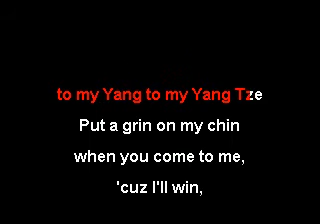 to my Yang to my Yang Tze
Put a grin on my chin
when you come to me,
'cuz I'll win,